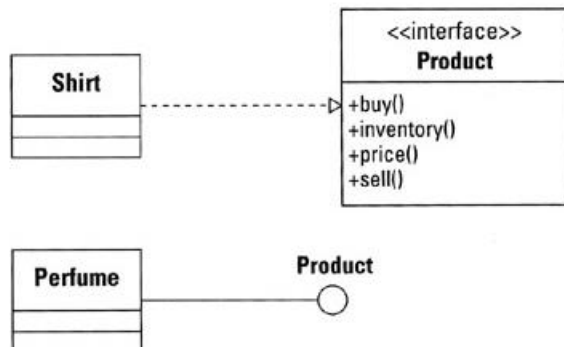 Shirt
<<interface>>
Product
+buy()
+inventory()
+price()
+sell()
Perfume
Product